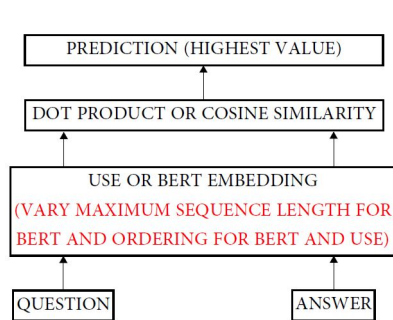 PREDICTION (HIGHEST VALUE)
DOT PRODUCT OR COSINE SIMILARITY
USE OR BERT EMBEDDING
(VARY MAXIMUM SEQUENCE LENGTH FOR
BERT AND ORDERING FOR BERT AND USE)
QUESTION
ANSWER